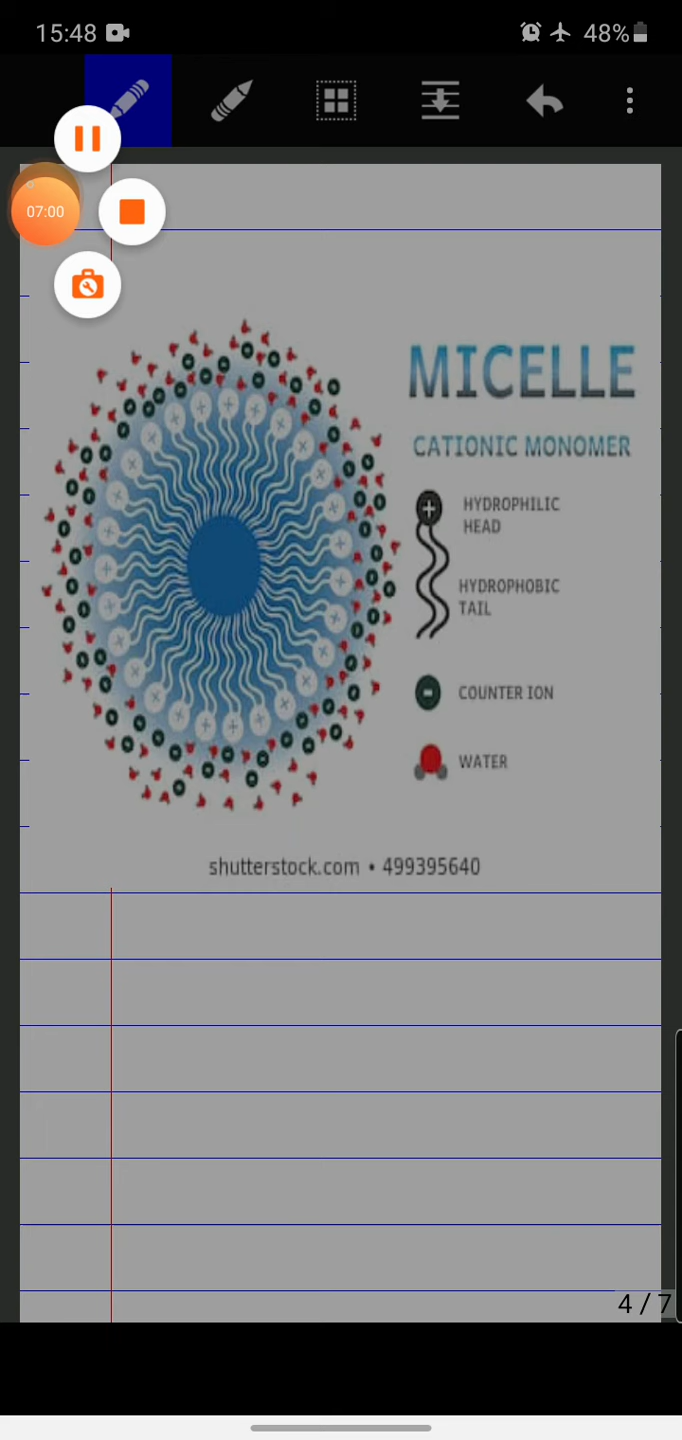 15:48
48%
07:00
MICELLE
CATIONIC MONOMER
HYDROPHILIC
HEAD
HYDROPHOBIC
TAIL
COUNTER ION
WATER
shutterstock.com • 499395640
4 / 7